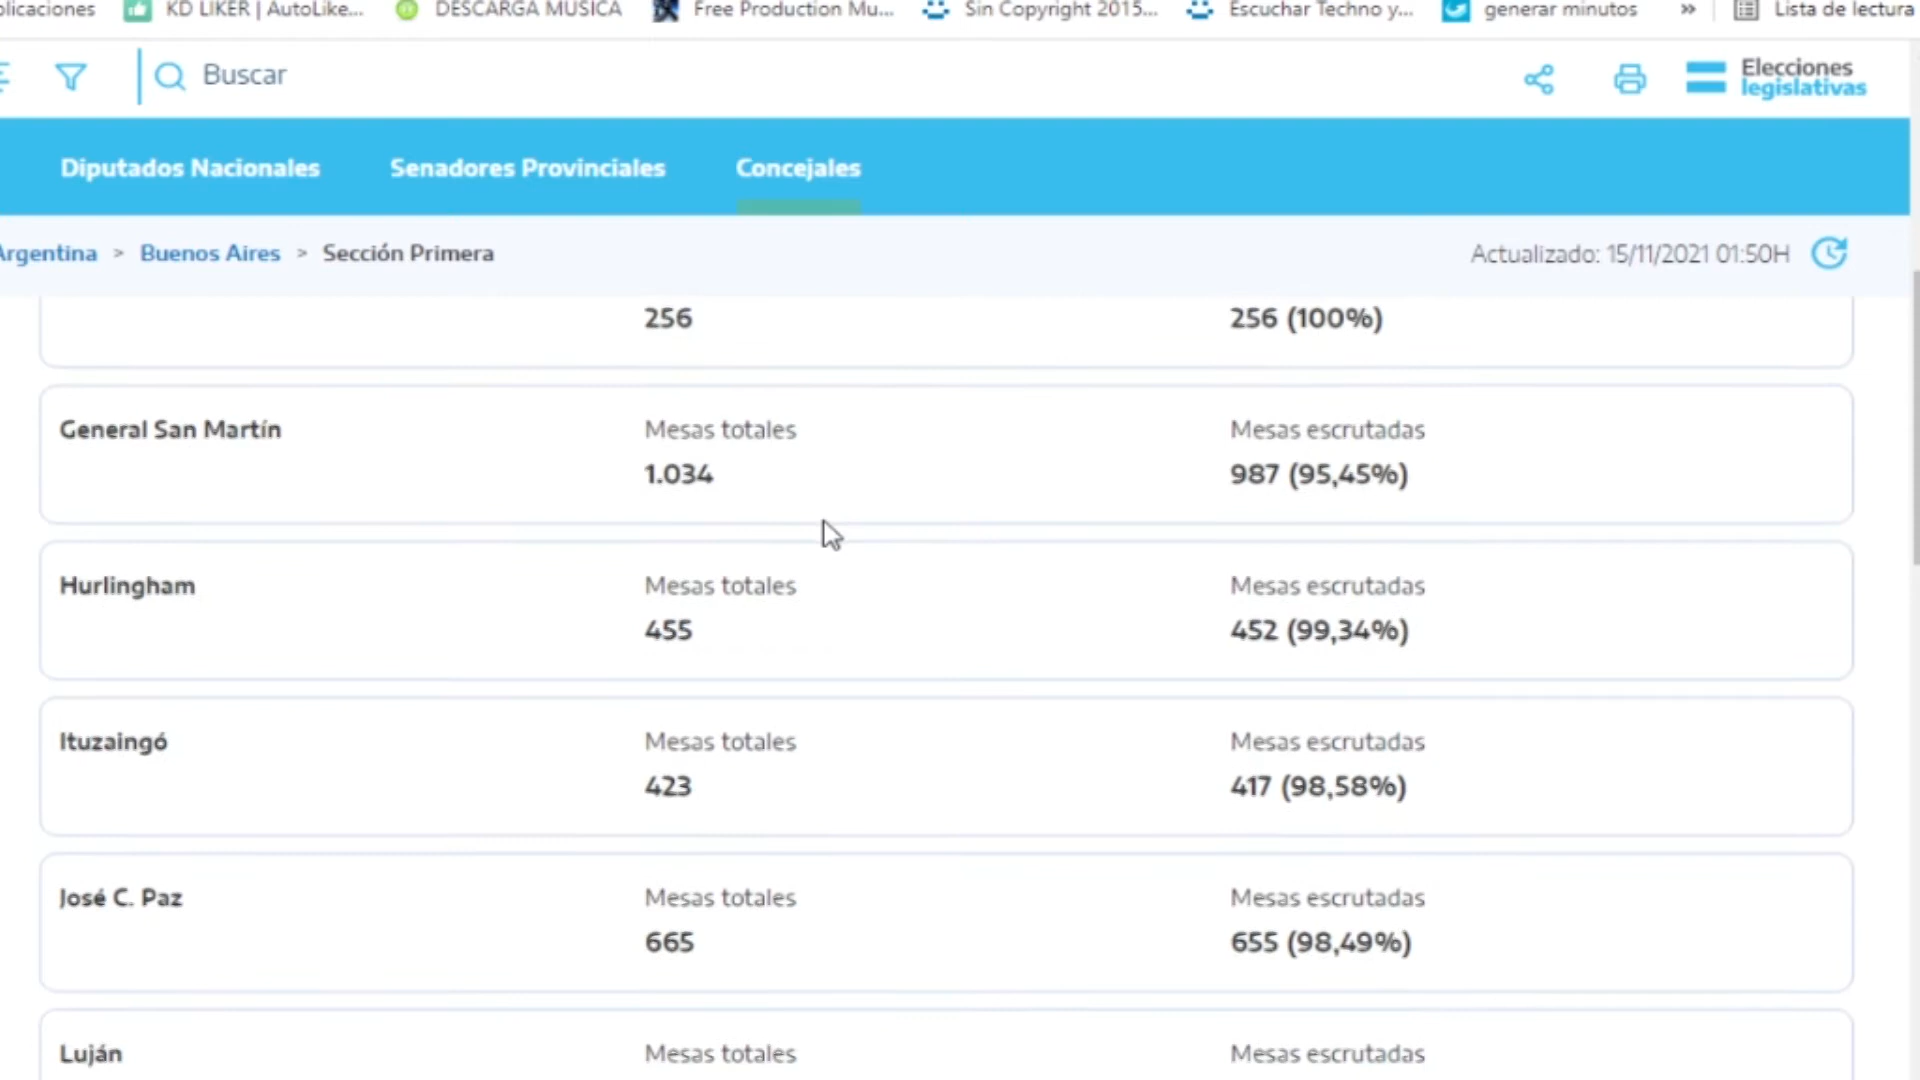 KD LIKER | AutoLike... DESCARGA MUSICA Free Production Mu... Sin Copyright 2015... Escuchar Techno y... generar minutos » Lista de lectura
Buscar Elecciones
legislativas
Diputados Nacionales Senadores Provinciales Concejales
Argentina > Buenos Aires > Sección Primera Actualizado: 15/11/2021 01:50H
256 256 (100%)
General San Martín Mesas totales Mesas escrutadas
1.034 987 (95,45%)
Hurlingham Mesas totales Mesas escrutadas
455 452 (99,34%)
Ituzaingó Mesas totales Mesas escrutadas
423 417 (98,58%)
José C. Paz Mesas totales Mesas escrutadas
665 655 (98,49%)
Luján Mesas totales Mesas escrutadas